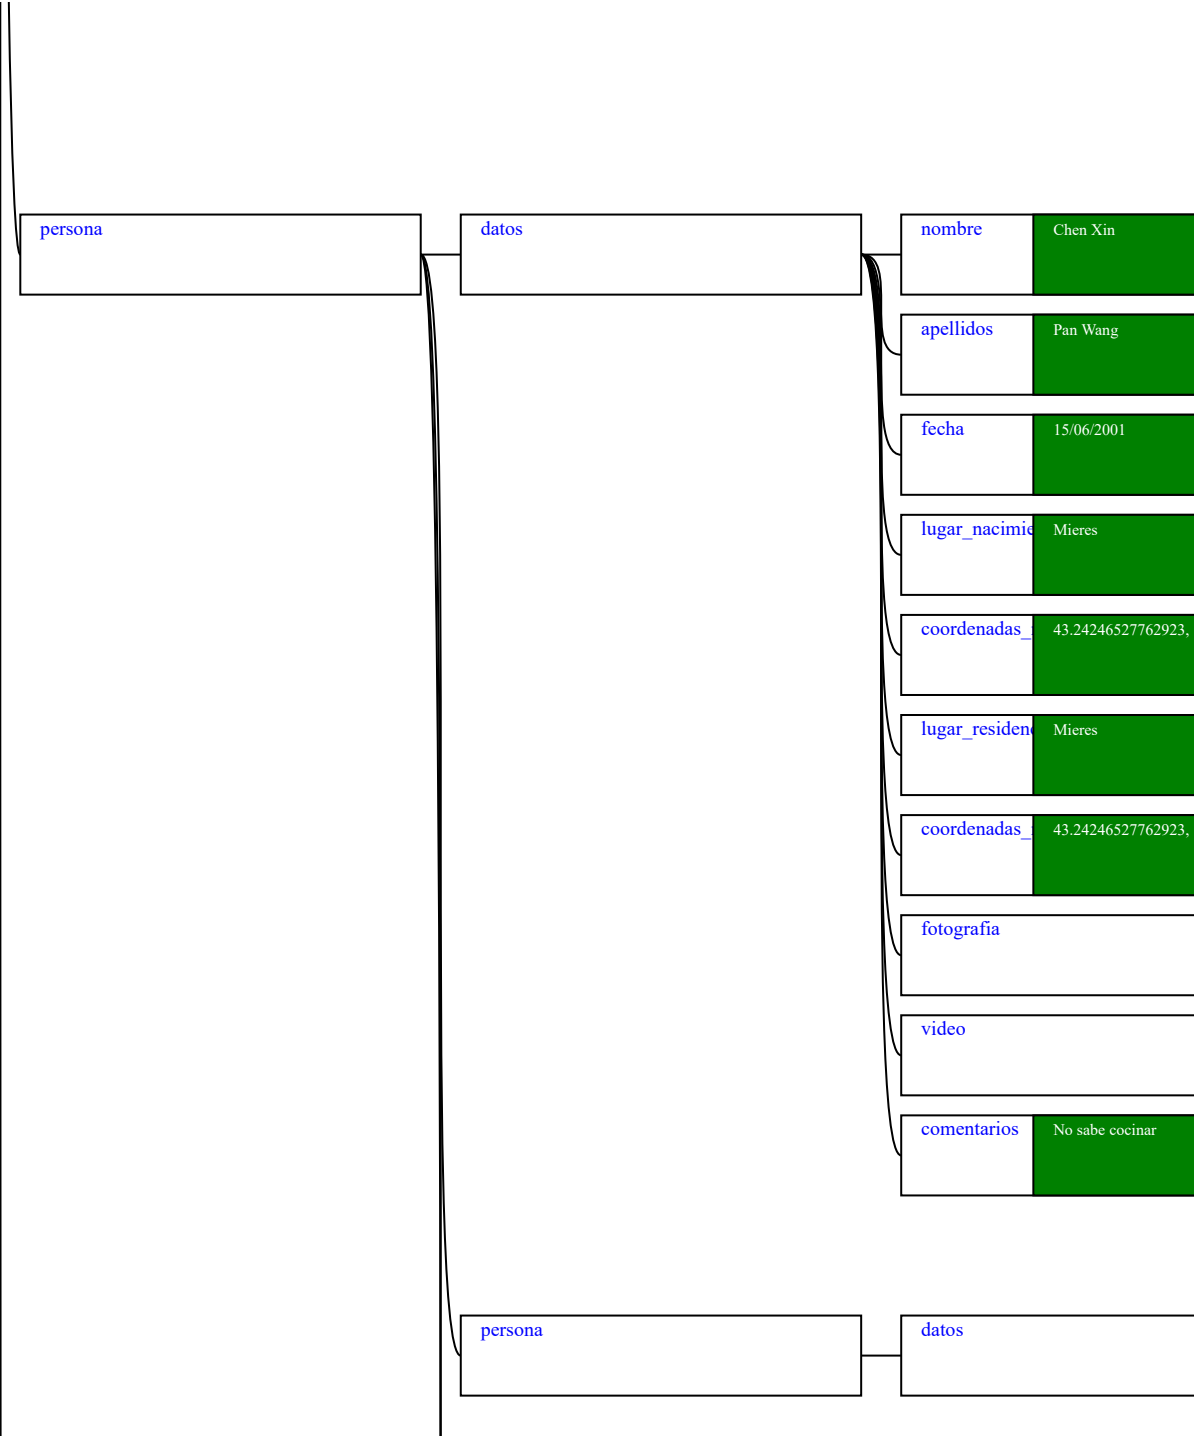 persona
datos
nombre
Chen Xin
apellidos
Pan Wang
fecha
15/06/2001
lugar_nacimie
Mieres
coordenadas_
43.24246527762923,
lugar_residen
Mieres
coordenadas_
43.24246527762923,
fotografia
video
comentarios
No sabe cocinar
persona
datos